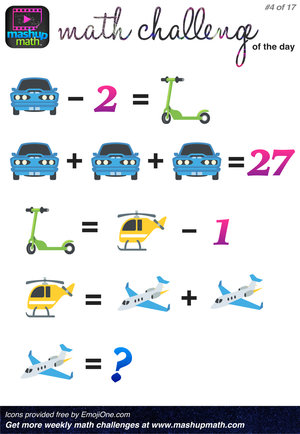 mashup
math.
math challenge
of the day
#4 of 17
- 2 =
+ + = 27
= - 1
= +
= ?
Icons provided free by EmojiOne.com
Get more weekly math challenges at www.mashupmath.com